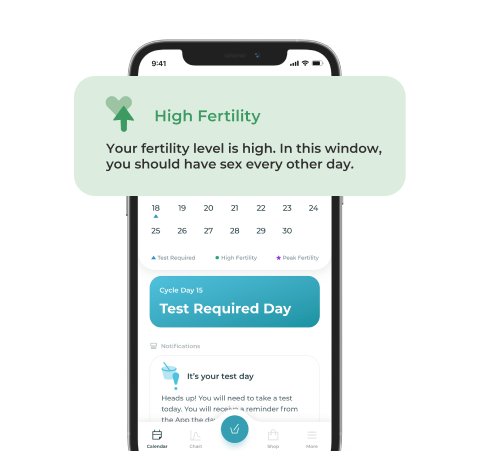 9:41
High Fertility
Your fertility level is high. In this window,
you should have sex every other day.
18 19 20 21 22 23 24
25 26 27 28 29 30
Test Required High Fertility Peak Fertility
Cycle Day 15
Test Required Day
Notifications
It's your test day
Heads up! You will need to take a test
today. You will receive a reminder from
the App the day
Calendar Chart Shop More